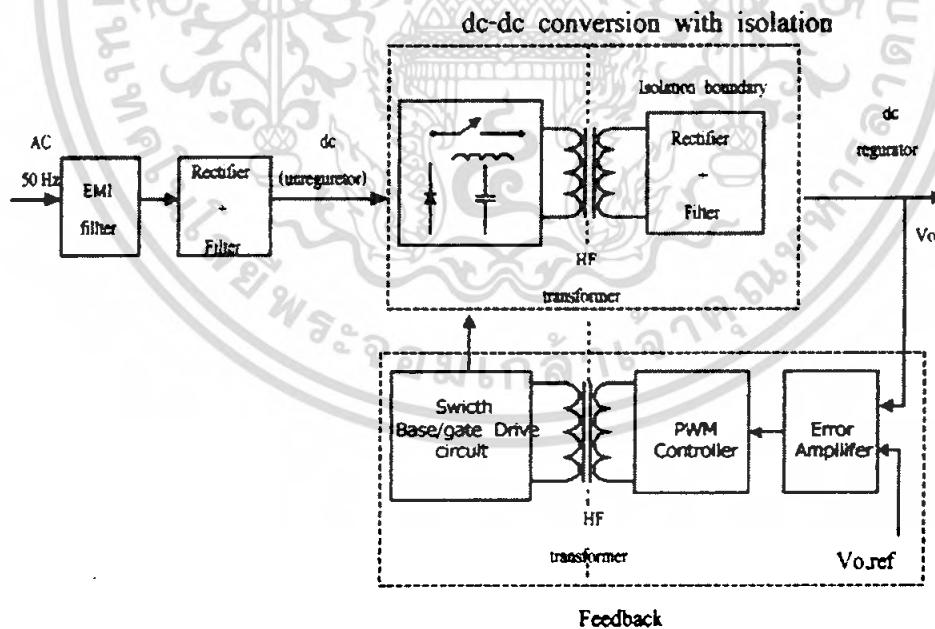 dc-dc conversion with isolation
Isolation boundary
AC
50 Hz
EMI
filter
Rectifier
+
Filter
dc
(unreguretor)
Rectifier
+
Filter
dc
regurator
Vo
HF
transformer
Swicth
Base/gate Drive
circuit
PWM
Controller
Error
Ampllifer
HF
transformer
Vo.ref
Feedback